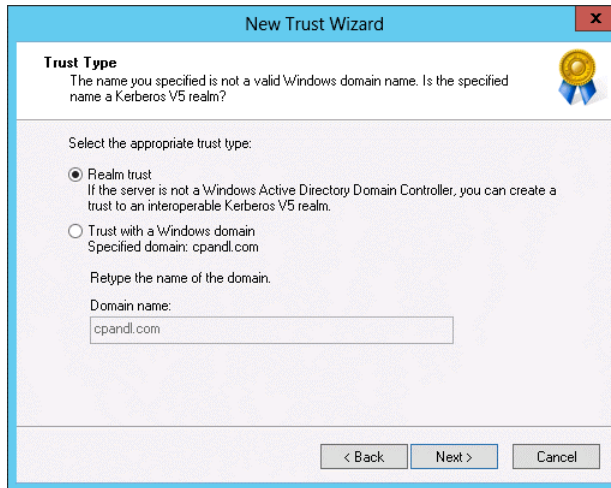 New Trust Wizard
x
Trust Type
The name you specified is not a valid Windows domain name. Is the specified
name a Kerberos V5 realm?
Select the appropriate trust type:
Realm trust
If the server is not a Windows Active Directory Domain Controller, you can create a
trust to an interoperable Kerberos V5 realm.
Trust with a Windows domain
Specified domain: cpandl.com
Retype the name of the domain.
Domain name:
cpandl.com
< Back
Next >
Cancel